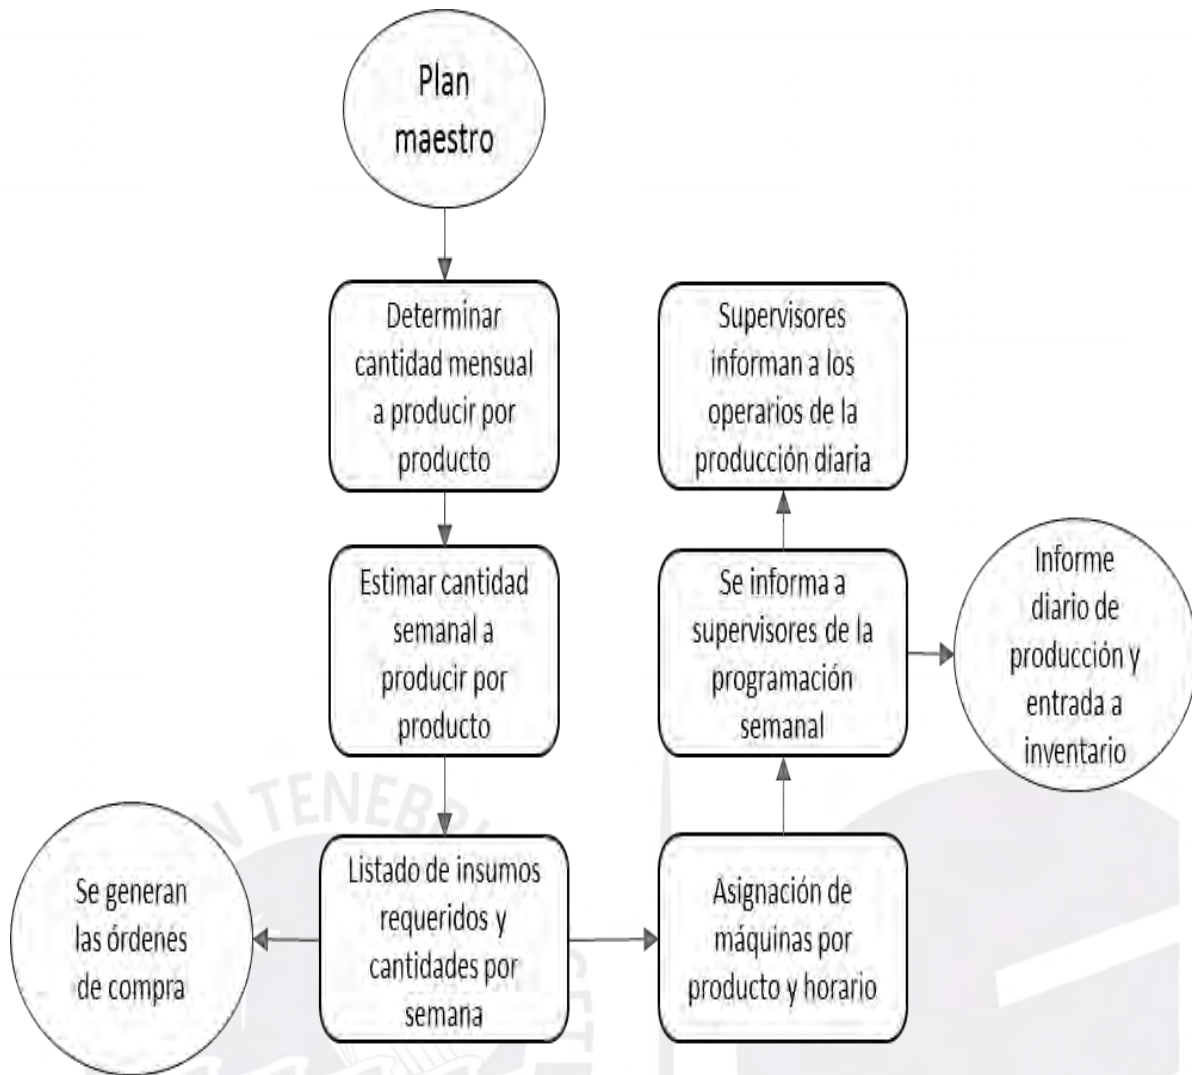 Plan
maestro
Determinar
cantidad mensual
a producir por
producto
Estimar cantidad
semanal a
producir por
producto
Listado de insumos
requeridos y
cantidades por
semana
Se generan
las órdenes
de compra
Asignación de
máquinas por
producto y horario
Se informa a
supervisores de la
programación
semanal
Supervisores
informan a los
operarios de la
producción diaria
Informe
diario de
producción y
entrada a
inventario
TENEBRI